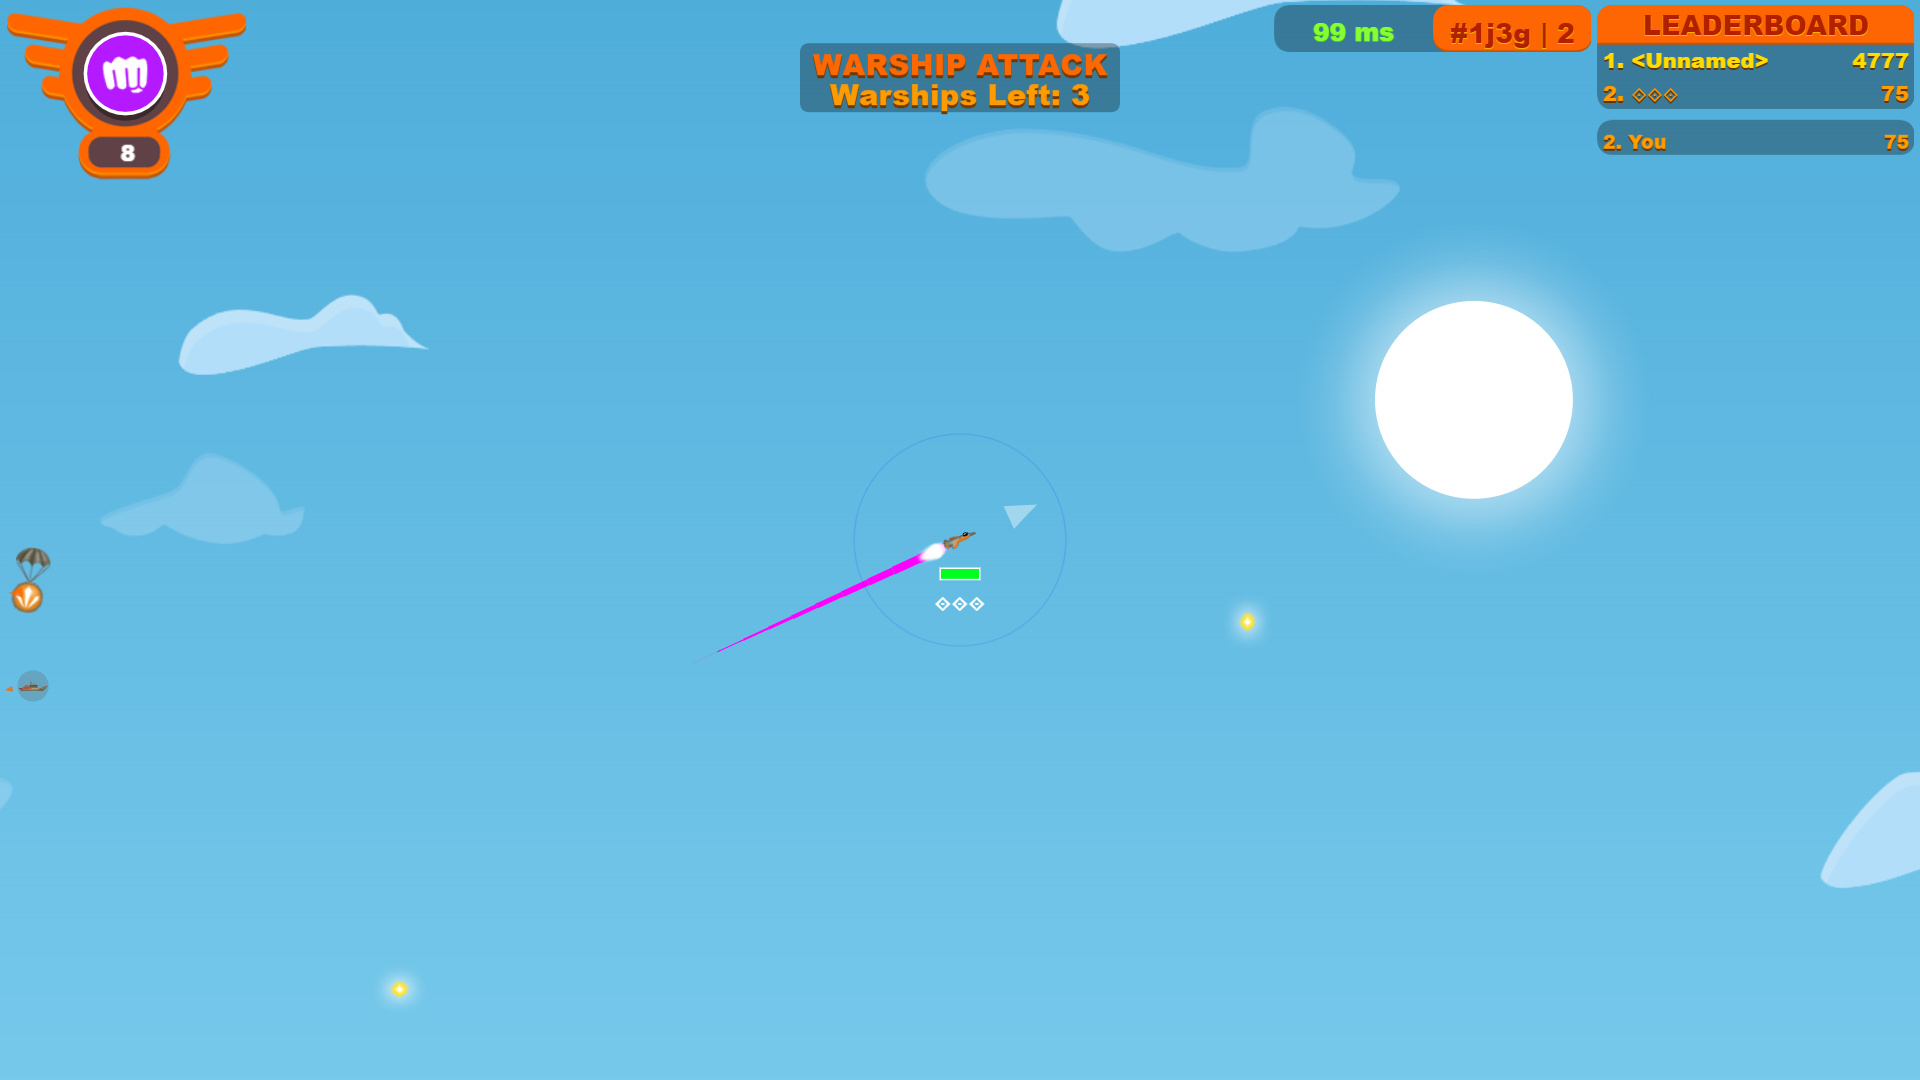 8
WARSHIP ATTACK
Warships Left: 3
99 ms
#1j3g | 2
LEADERBOARD
1. <Unnamed> 4777
2. ⟐⟐⟐ 75
2. You 75
⟐⟐⟐